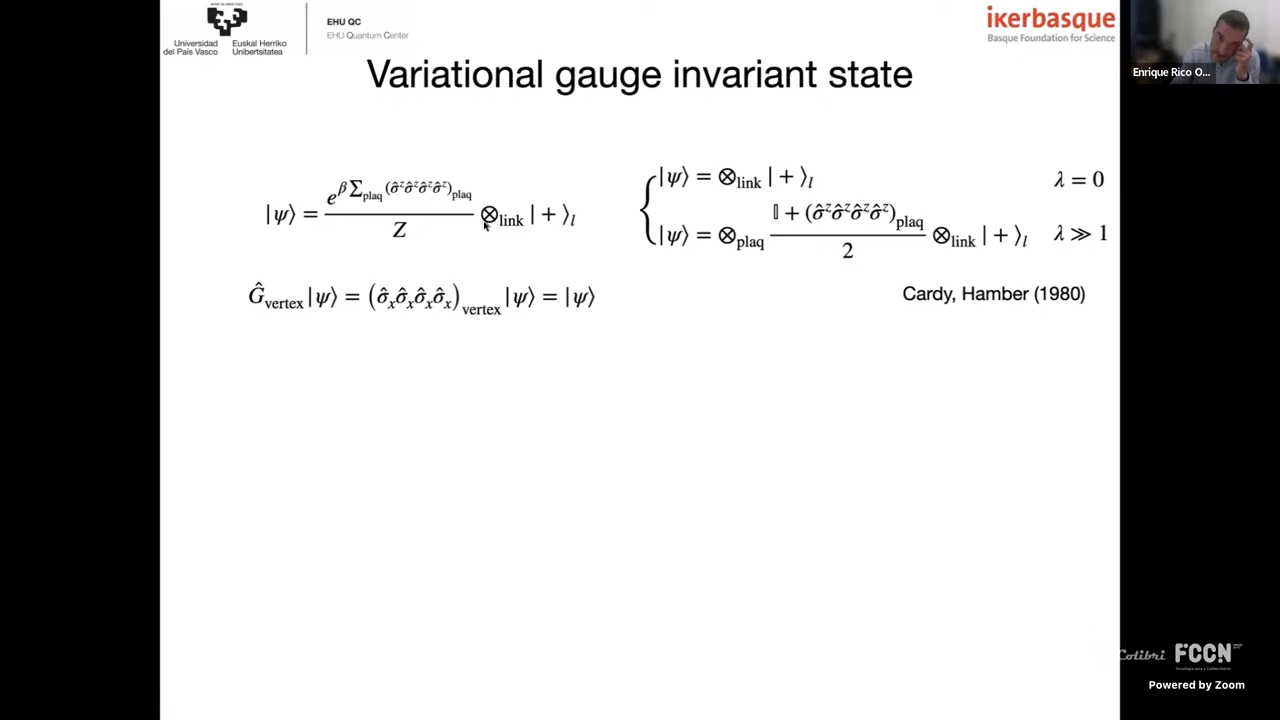 Universidad del País Vasco
Euskal Herriko Unibertsitatea
EHU QC
EHU Quantum Center
ikerbasque
Basque Foundation for Science
Enrique Rico O...
Variational gauge invariant state
|ψ⟩ = e^{β∑_plaq (σ̂^z σ̂^z σ̂^z σ̂^z)_plaq} / Z ⊗_link | + ⟩_l
Ĝ_vertex |ψ⟩ = (σ̂_x σ̂_x σ̂_x σ̂_x)_vertex |ψ⟩ = |ψ⟩
|ψ⟩ = ⊗_link | + ⟩_l λ = 0
|ψ⟩ = ⊗_plaq 𝕀 + (σ̂^z σ̂^z σ̂^z σ̂^z)_plaq / 2 ⊗_link | + ⟩_l λ ≫ 1
Cardy, Hamber (1980)
Colibri FCCN
Powered by Zoom